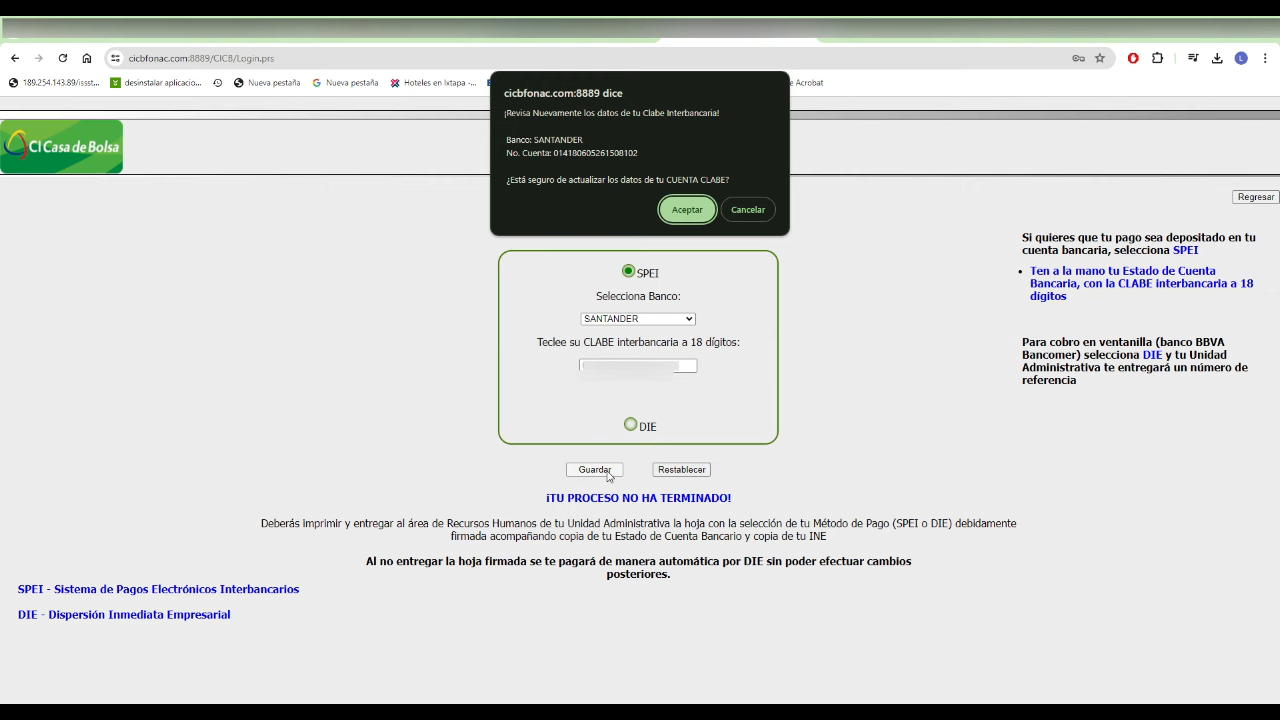 cicbfonac.com:8889/CICB/Login.prs
189.254.143.89/issst...
desinstalar aplicacio...
Nueva pestaña
Nueva pestaña
Hoteles en Ixtapa -...
de Acrobat
L
cicbfonac.com:8889 dice
¡Revisa Nuevamente los datos de tu Clabe Interbancaria!
Banco: SANTANDER
No. Cuenta: 014180605261508102
¿Está seguro de actualizar los datos de tu CUENTA CLABE?
Aceptar
Cancelar
CI Casa de Bolsa
Regresar
SPEI
Selecciona Banco:
SANTANDER
Teclee su CLABE interbancaria a 18 dígitos:
DIE
Guardar
Restablecer
Si quieres que tu pago sea depositado en tu
cuenta bancaria, selecciona SPEI
Ten a la mano tu Estado de Cuenta
Bancaria, con la CLABE interbancaria a 18
dígitos
Para cobro en ventanilla (banco BBVA
Bancomer) selecciona DIE y tu Unidad
Administrativa te entregará un número de
referencia
¡TU PROCESO NO HA TERMINADO!
Deberás imprimir y entregar al área de Recursos Humanos de tu Unidad Administrativa la hoja con la selección de tu Método de Pago (SPEI o DIE) debidamente
firmada acompañando copia de tu Estado de Cuenta Bancario y copia de tu INE
Al no entregar la hoja firmada se te pagará de manera automática por DIE sin poder efectuar cambios
posteriores.
SPEI - Sistema de Pagos Electrónicos Interbancarios
DIE - Dispersión Inmediata Empresarial